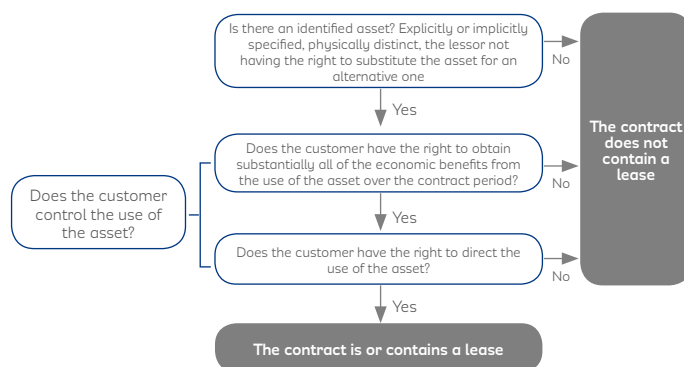 Is there an identified asset? Explicitly or implicitly
specified, physically distinct, the lessor not
having the right to substitute the asset for an
alternative one
No
Yes
The contract
does not
contain a
lease
Does the customer have the right to obtain
substantially all of the economic benefits from
the use of the asset over the contract period?
No
Does the customer
control the use of
the asset?
Yes
Does the customer have the right to direct the
use of the asset?
No
Yes
The contract is or contains a lease